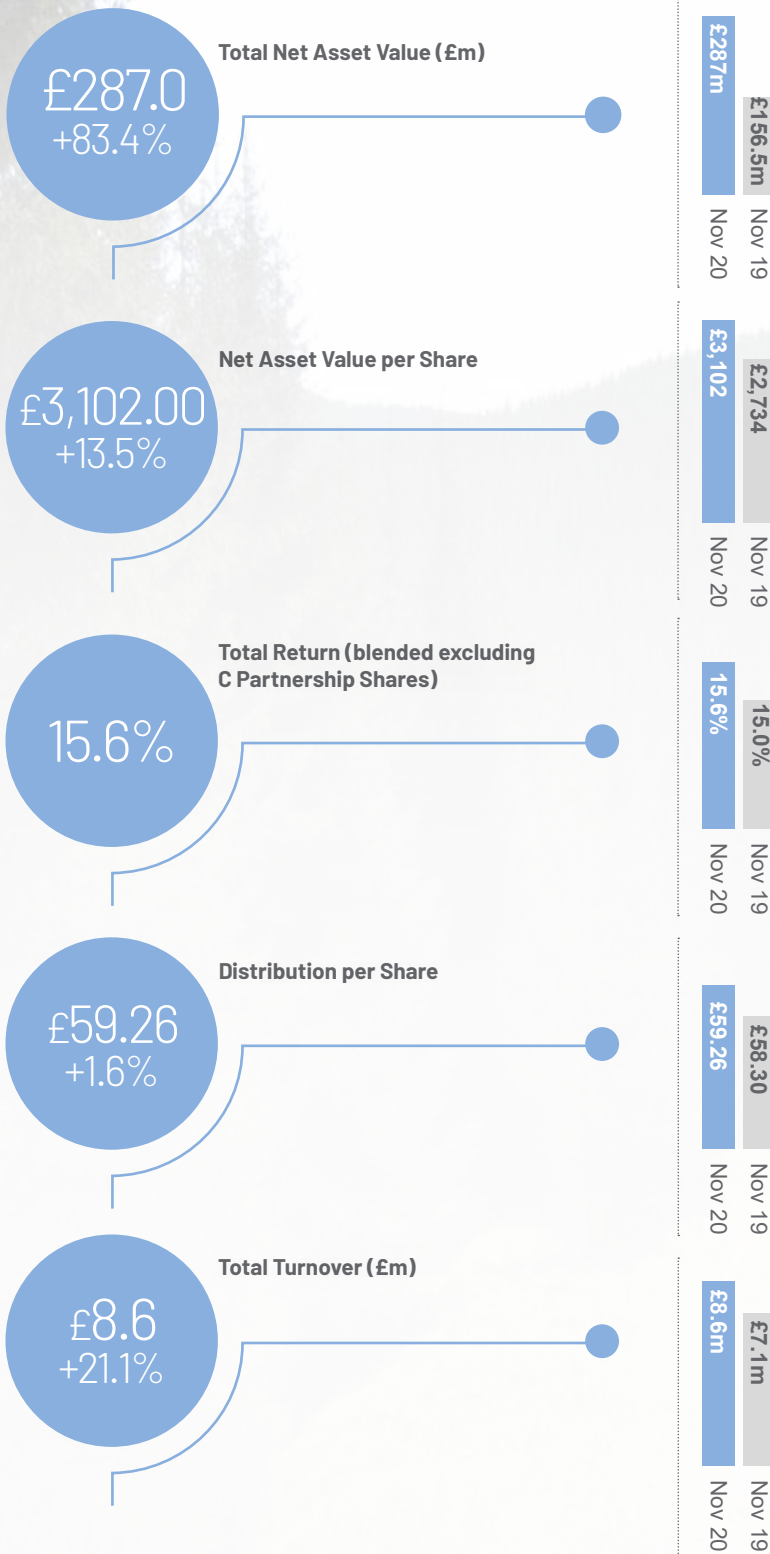 Total Net Asset Value (£m)
£287.0
+83.4%
£287m
£156.5m
Nov 20
Nov 19
Net Asset Value per Share
£3,102.00
+13.5%
£3,102
£2,734
Nov 20
Nov 19
Total Return (blended excluding
C Partnership Shares)
15.6%
15.6%
15.0%
Nov 20
Nov 19
Distribution per Share
£59.26
+1.6%
£59.26
£58.30
Nov 20
Nov 19
Total Turnover (£m)
£8.6
+21.1%
£8.6m
£7.1m
Nov 20
Nov 19